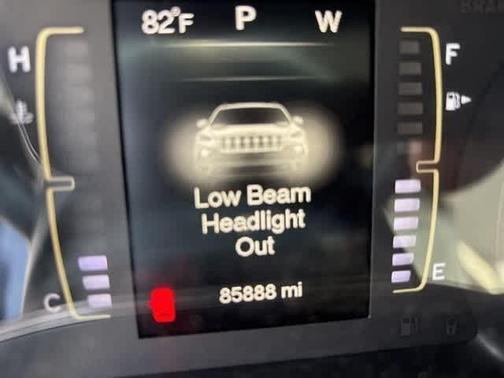 82°F P W
H
F
Low Beam
Headlight
Out
E
C
85888 mi